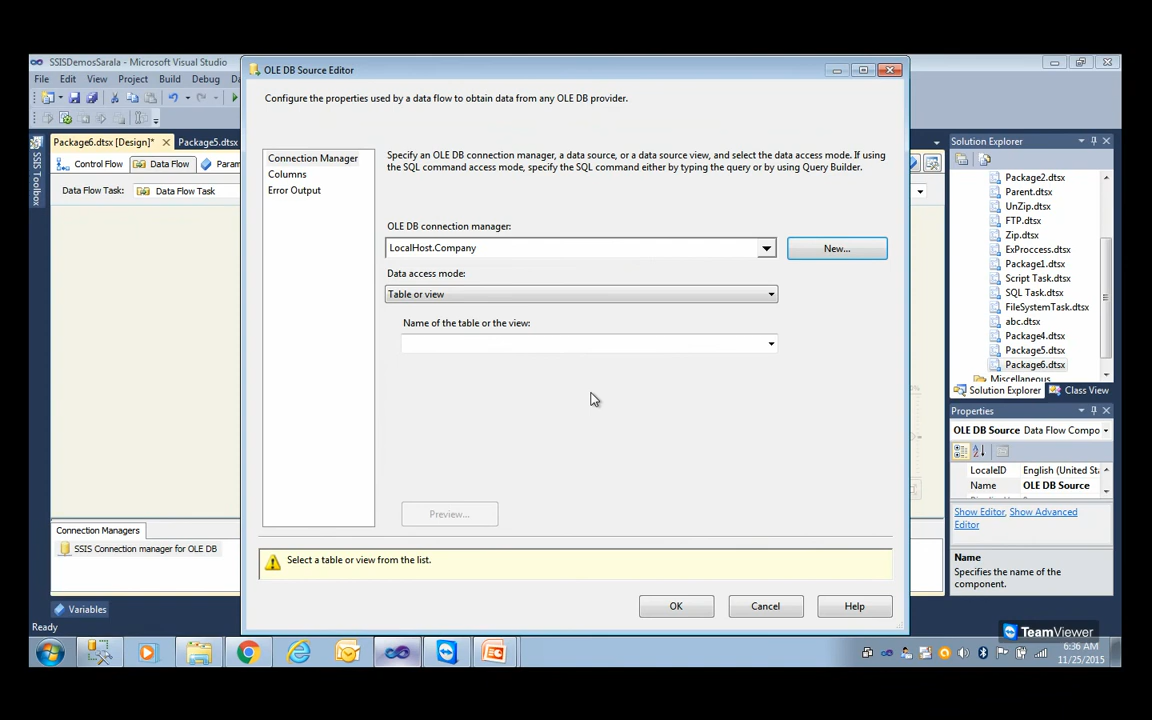 SSISDemosSarala - Microsoft Visual Studio
File Edit View Project Build Debug
Package6.dtsx [Design]* Package5.dtsx
Control Flow Data Flow
Data Flow Task: Data Flow Task
SSIS Toolbox
Connection Managers
SSIS Connection manager for OLE DB
Variables
Ready
OLE DB Source Editor
Configure the properties used by a data flow to obtain data from any OLE DB provider.
Connection Manager
Columns
Error Output
Specify an OLE DB connection manager, a data source, or a data source view, and select the data access mode. If using
the SQL command access mode, specify the SQL command either by typing the query or by using Query Builder.
OLE DB connection manager:
LocalHost.Company New...
Data access mode:
Table or view
Name of the table or the view:
Preview...
Select a table or view from the list.
OK Cancel Help
Solution Explorer
Package2.dtsx
Parent.dtsx
UnZip.dtsx
FTP.dtsx
Zip.dtsx
ExProccess.dtsx
Package1.dtsx
Script Task.dtsx
SQL Task.dtsx
FileSystemTask.dtsx
abc.dtsx
Package4.dtsx
Package5.dtsx
Package6.dtsx
Miscellaneous
Solution Explorer Class View
Properties
OLE DB Source Data Flow Compo
LocaleID English (United St
Name OLE DB Source
Show Editor, Show Advanced
Editor
Name
Specifies the name of the
component.
TeamViewer
6:36 AM
11/25/2015